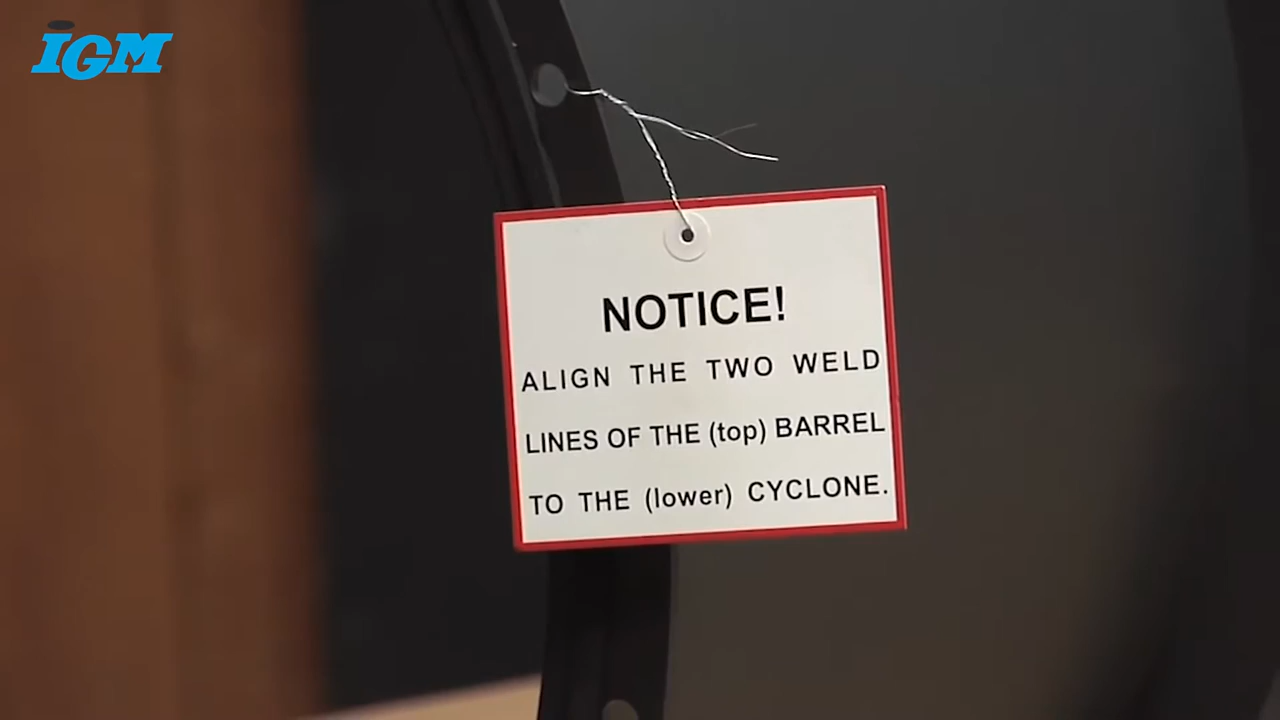 iGM
NOTICE!
ALIGN THE TWO WELD
LINES OF THE (top) BARREL
TO THE (lower) CYCLONE.